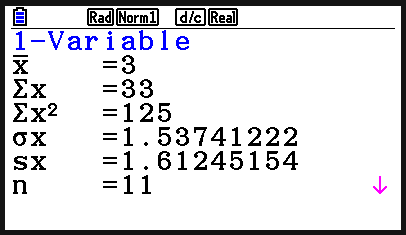 Rad Norm1 d/c Real
1-Variable
x̄ =3
Σx =33
Σx² =125
σx =1.53741222
sx =1.61245154
n =11 ↓